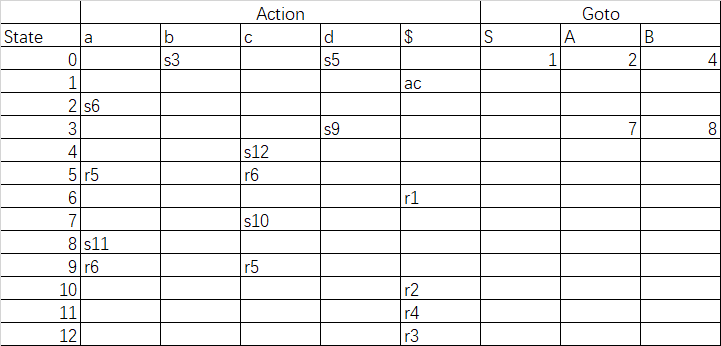 Action Goto
State a b c d $ S A B
0 s3 s5 1 2 4
1 ac
2 s6
3 s9 7 8
4 s12
5 r5 r6
6 r1
7 s10
8 s11
9 r6 r5
10 r2
11 r4
12 r3